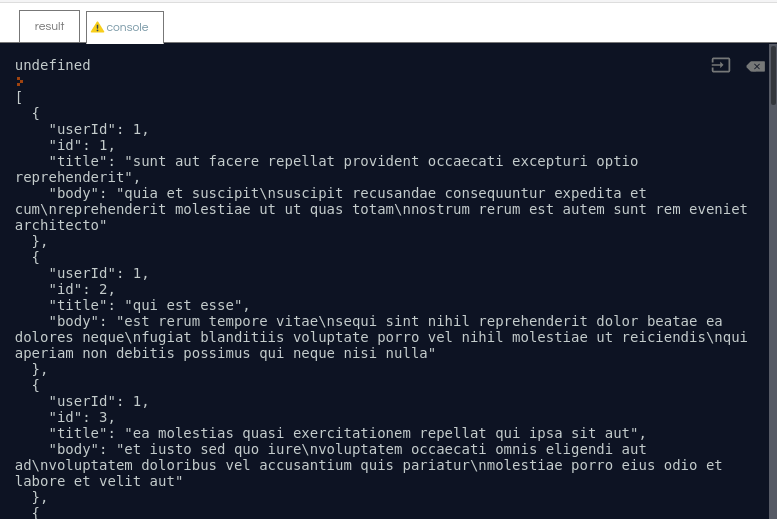 result
console
undefined
[
  {
    "userId": 1,
    "id": 1,
    "title": "sunt aut facere repellat provident occaecati excepturi optio
reprehenderit",
    "body": "quia et suscipit\nsuscipit recusandae consequuntur expedita et
cum\nreprehenderit molestiae ut ut quas totam\nnostrum rerum est autem sunt rem eveniet
architecto"
  },
  {
    "userId": 1,
    "id": 2,
    "title": "qui est esse",
    "body": "est rerum tempore vitae\nsequi sint nihil reprehenderit dolor beatae ea
dolores neque\nfugiat blanditiis voluptate porro vel nihil molestiae ut reiciendis\nqui
aperiam non debitis possimus qui neque nisi nulla"
  },
  {
    "userId": 1,
    "id": 3,
    "title": "ea molestias quasi exercitationem repellat qui ipsa sit aut",
    "body": "et iusto sed quo iure\nvoluptatem occaecati omnis eligendi aut
ad\nvoluptatem doloribus vel accusantium quis pariatur\nmolestiae porro eius odio et
labore et velit aut"
  },
  {